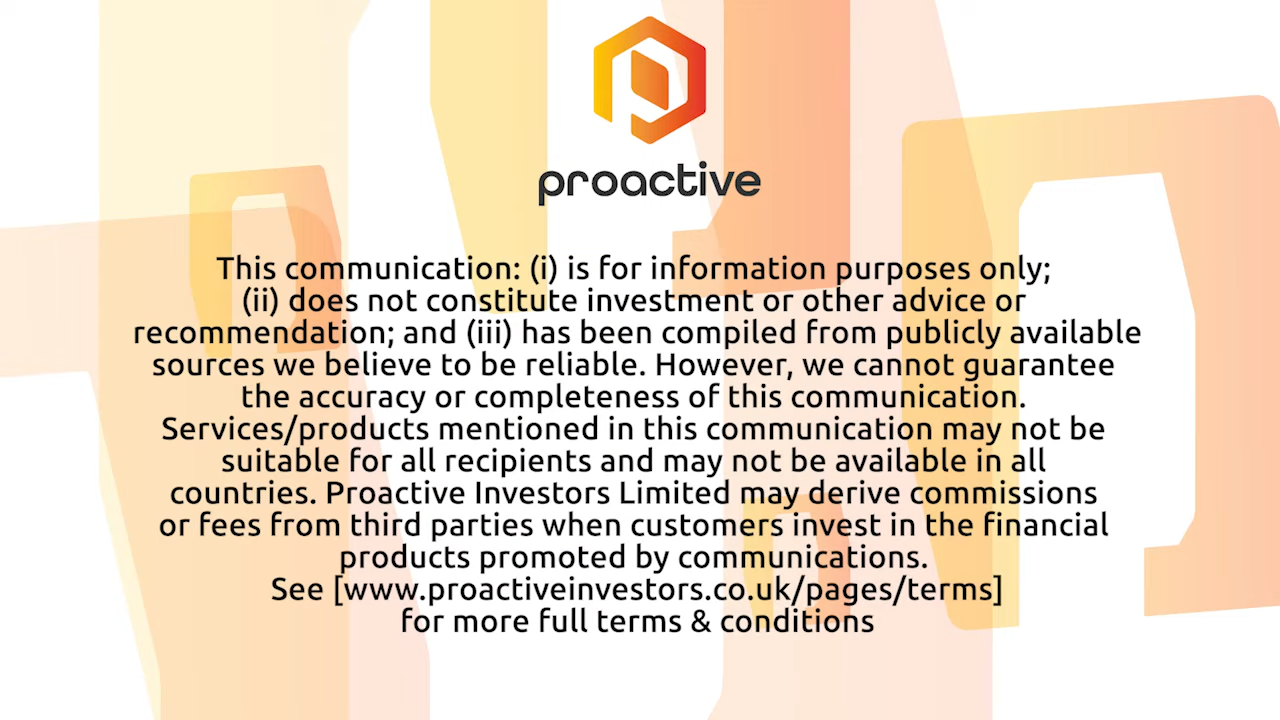 proactive
This communication: (i) is for information purposes only;
(ii) does not constitute investment or other advice or
recommendation; and (iii) has been compiled from publicly available
sources we believe to be reliable. However, we cannot guarantee
the accuracy or completeness of this communication.
Services/products mentioned in this communication may not be
suitable for all recipients and may not be available in all
countries. Proactive Investors Limited may derive commissions
or fees from third parties when customers invest in the financial
products promoted by communications.
See [www.proactiveinvestors.co.uk/pages/terms]
for more full terms & conditions